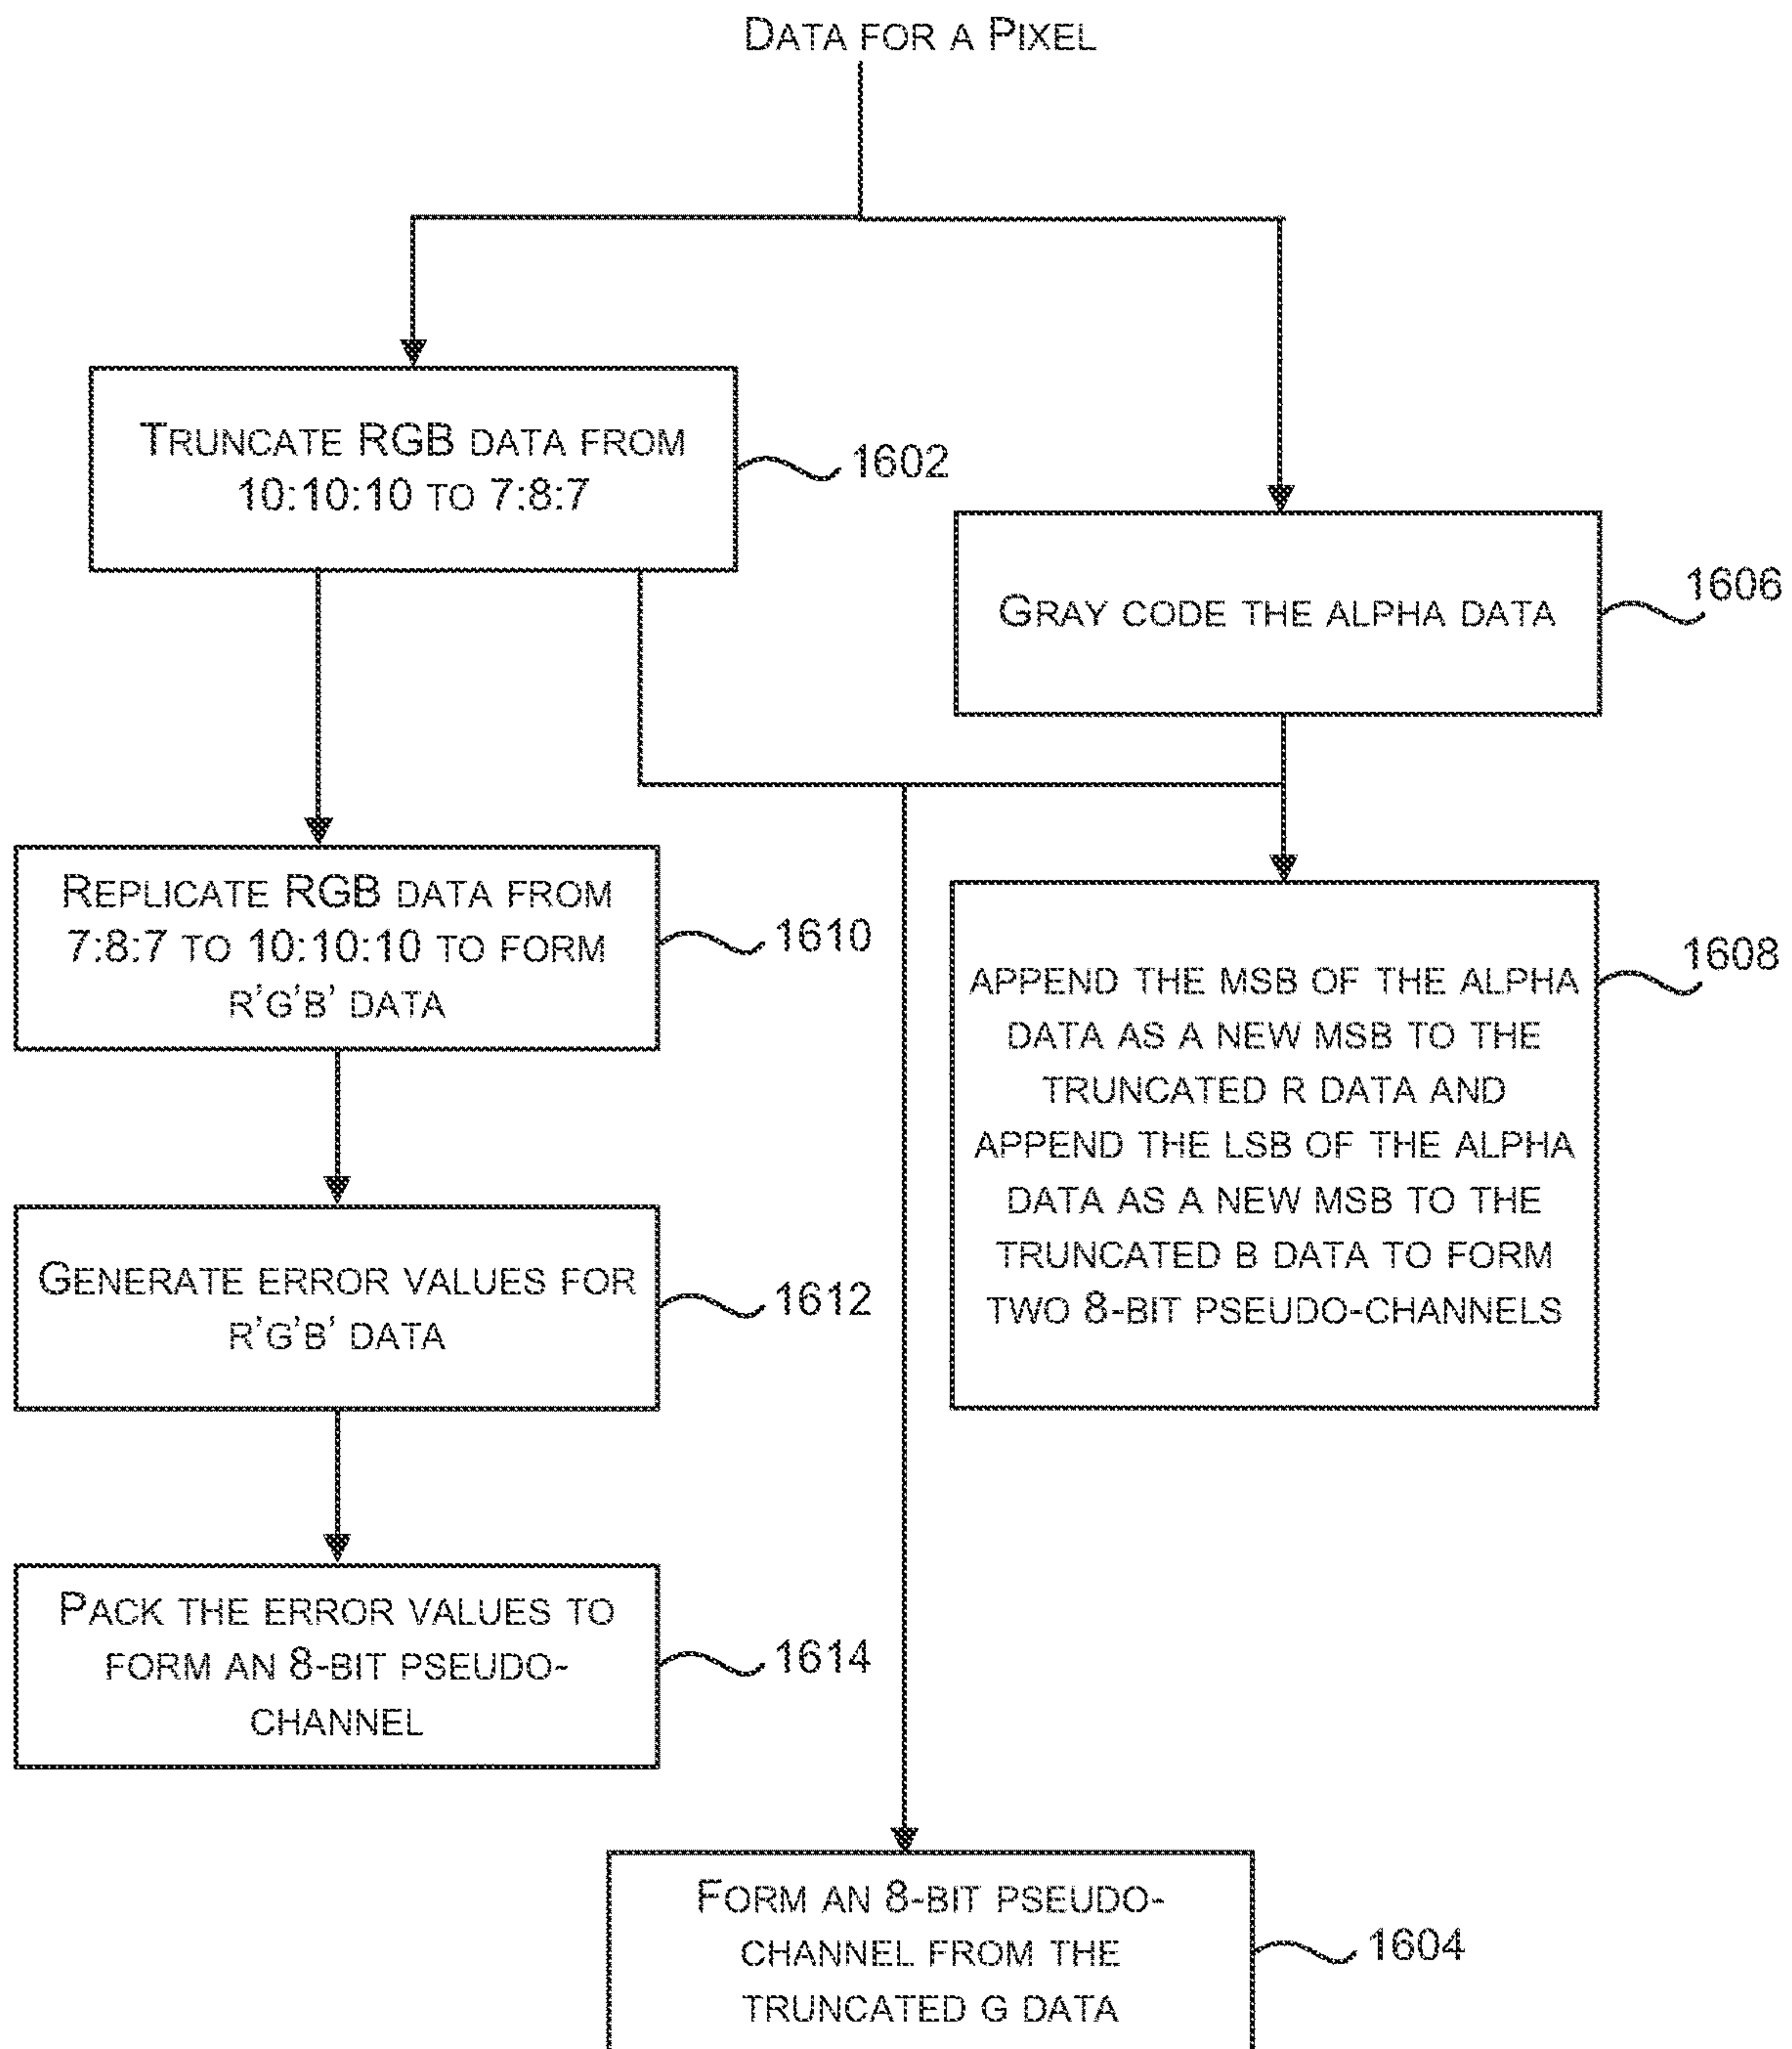 DATA FOR A PIXEL
TRUNCATE RGB DATA FROM
10:10:10 TO 7:8:7
1602
GRAY CODE THE ALPHA DATA
1606
REPLICATE RGB DATA FROM
7:8:7 TO 10:10:10 TO FORM
R'G'B' DATA
1610
APPEND THE MSB OF THE ALPHA
DATA AS A NEW MSB TO THE
TRUNCATED R DATA AND
APPEND THE LSB OF THE ALPHA
DATA AS A NEW MSB TO THE
TRUNCATED B DATA TO FORM
TWO 8-BIT PSEUDO-CHANNELS
1608
GENERATE ERROR VALUES FOR
R'G'B' DATA
1612
PACK THE ERROR VALUES TO
FORM AN 8-BIT PSEUDO-
CHANNEL
1614
FORM AN 8-BIT PSEUDO-
CHANNEL FROM THE
TRUNCATED G DATA
1604